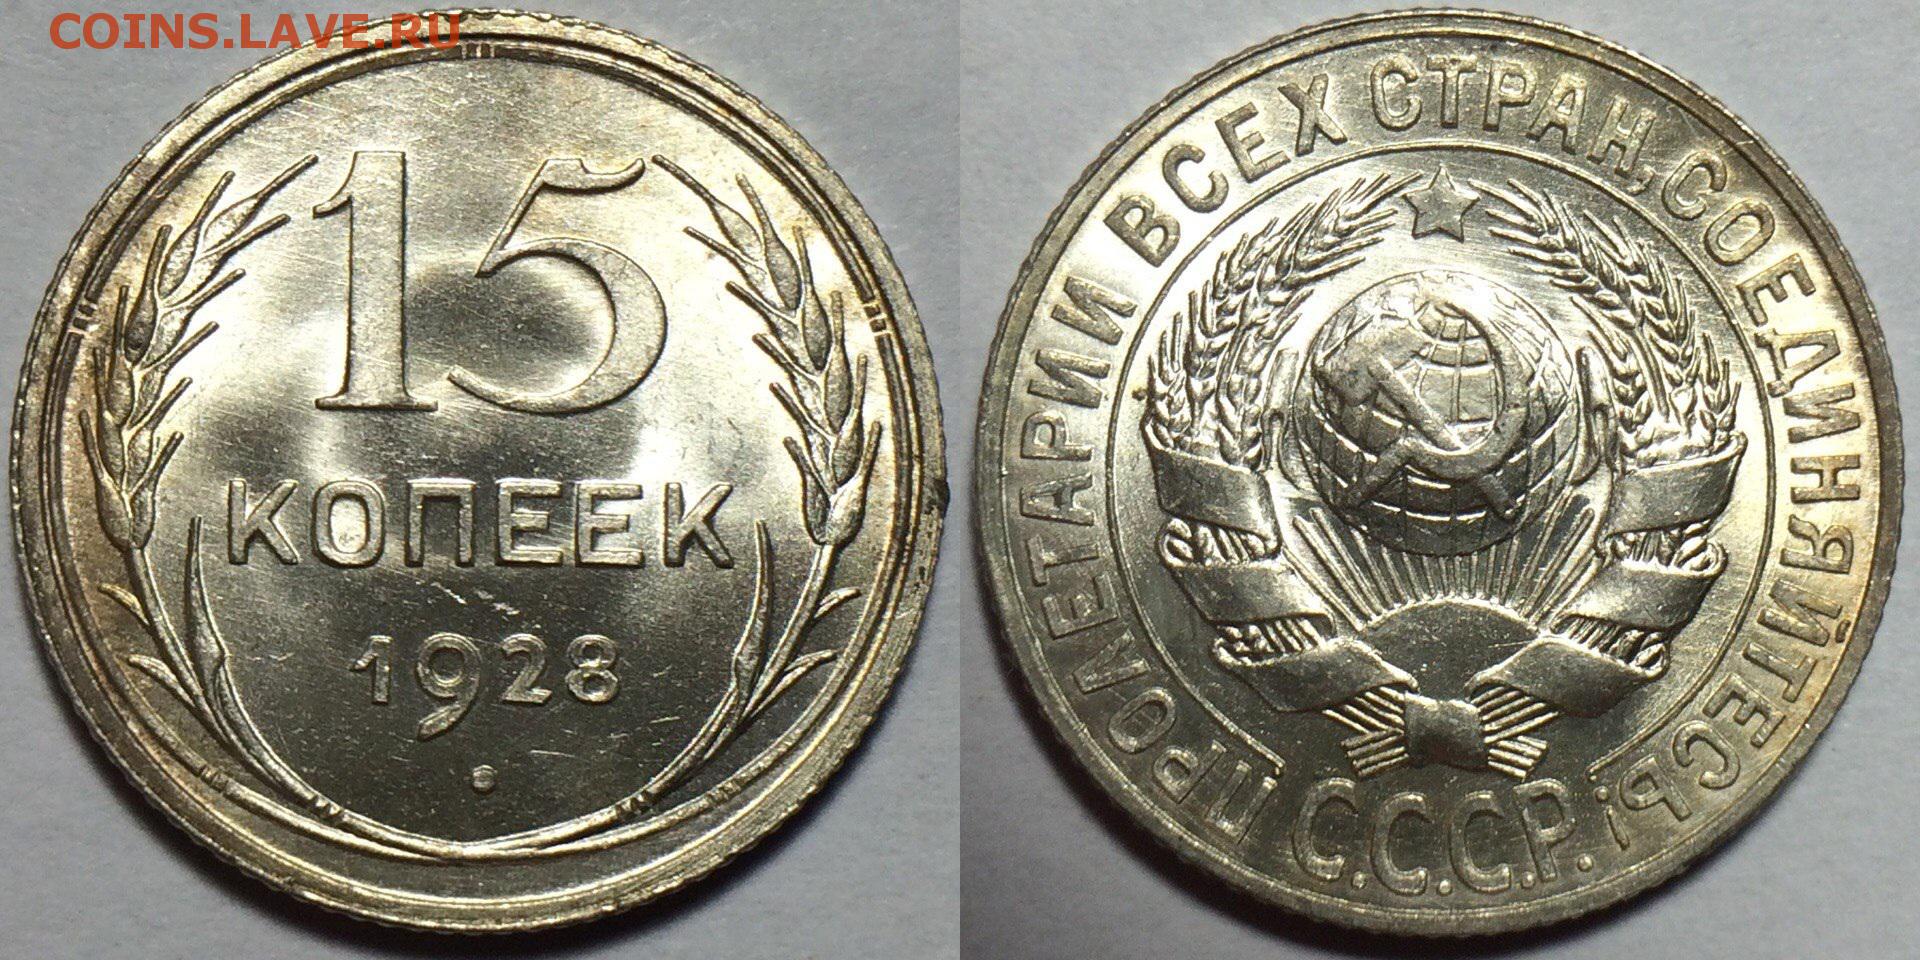 COINS.LAVE.RU
15
КОПЕЕК
1928
ПРОЛЕТАРИИ ВСЕХ СТРАН, СОЕДИНЯЙТЕСЬ!
С.С.С.Р.